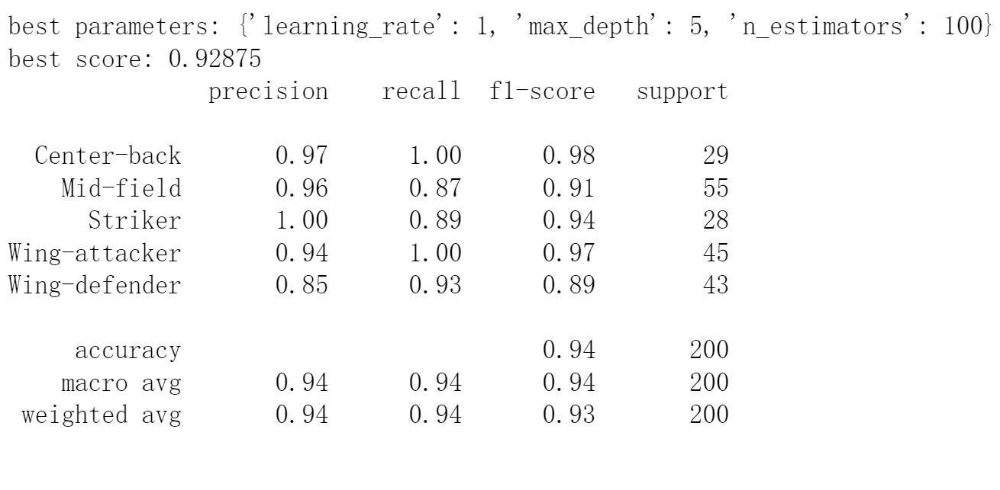 best parameters: {'learning_rate': 1, 'max_depth': 5, 'n_estimators': 100}
best score: 0.92875
precision recall f1-score support
Center-back 0.97 1.00 0.98 29
Mid-field 0.96 0.87 0.91 55
Striker 1.00 0.89 0.94 28
Wing-attacker 0.94 1.00 0.97 45
Wing-defender 0.85 0.93 0.89 43
accuracy 0.94 200
macro avg 0.94 0.94 0.94 200
weighted avg 0.94 0.94 0.93 200